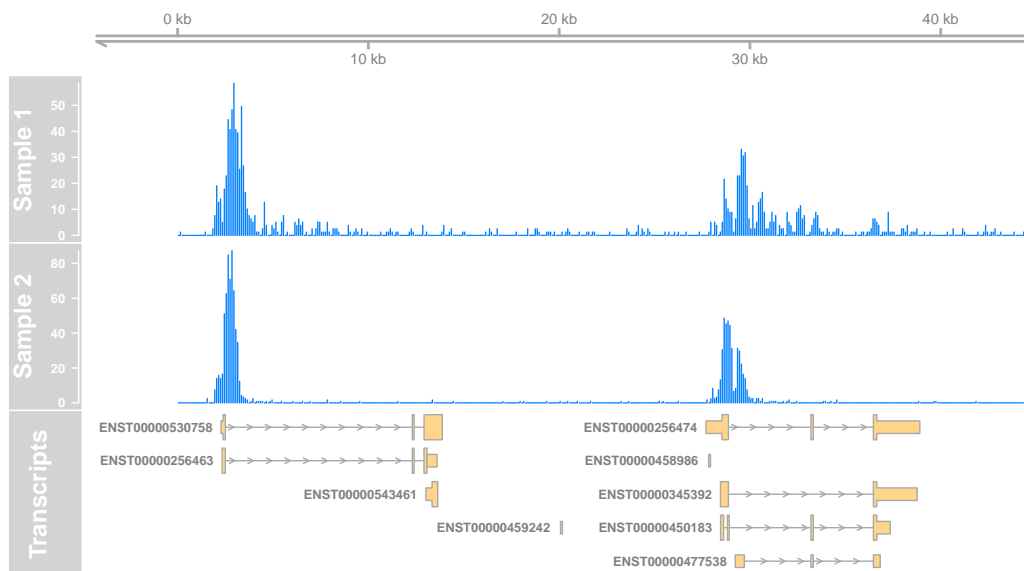 0 kb 20 kb 40 kb
10 kb 30 kb
Sample 1
50
40
30
20
10
0
Sample 2
80
60
40
20
0
Transcripts
ENST00000530758 ENST00000256474
ENST00000256463 ENST00000458986
ENST00000543461 ENST00000345392
ENST00000459242 ENST00000450183
ENST00000477538